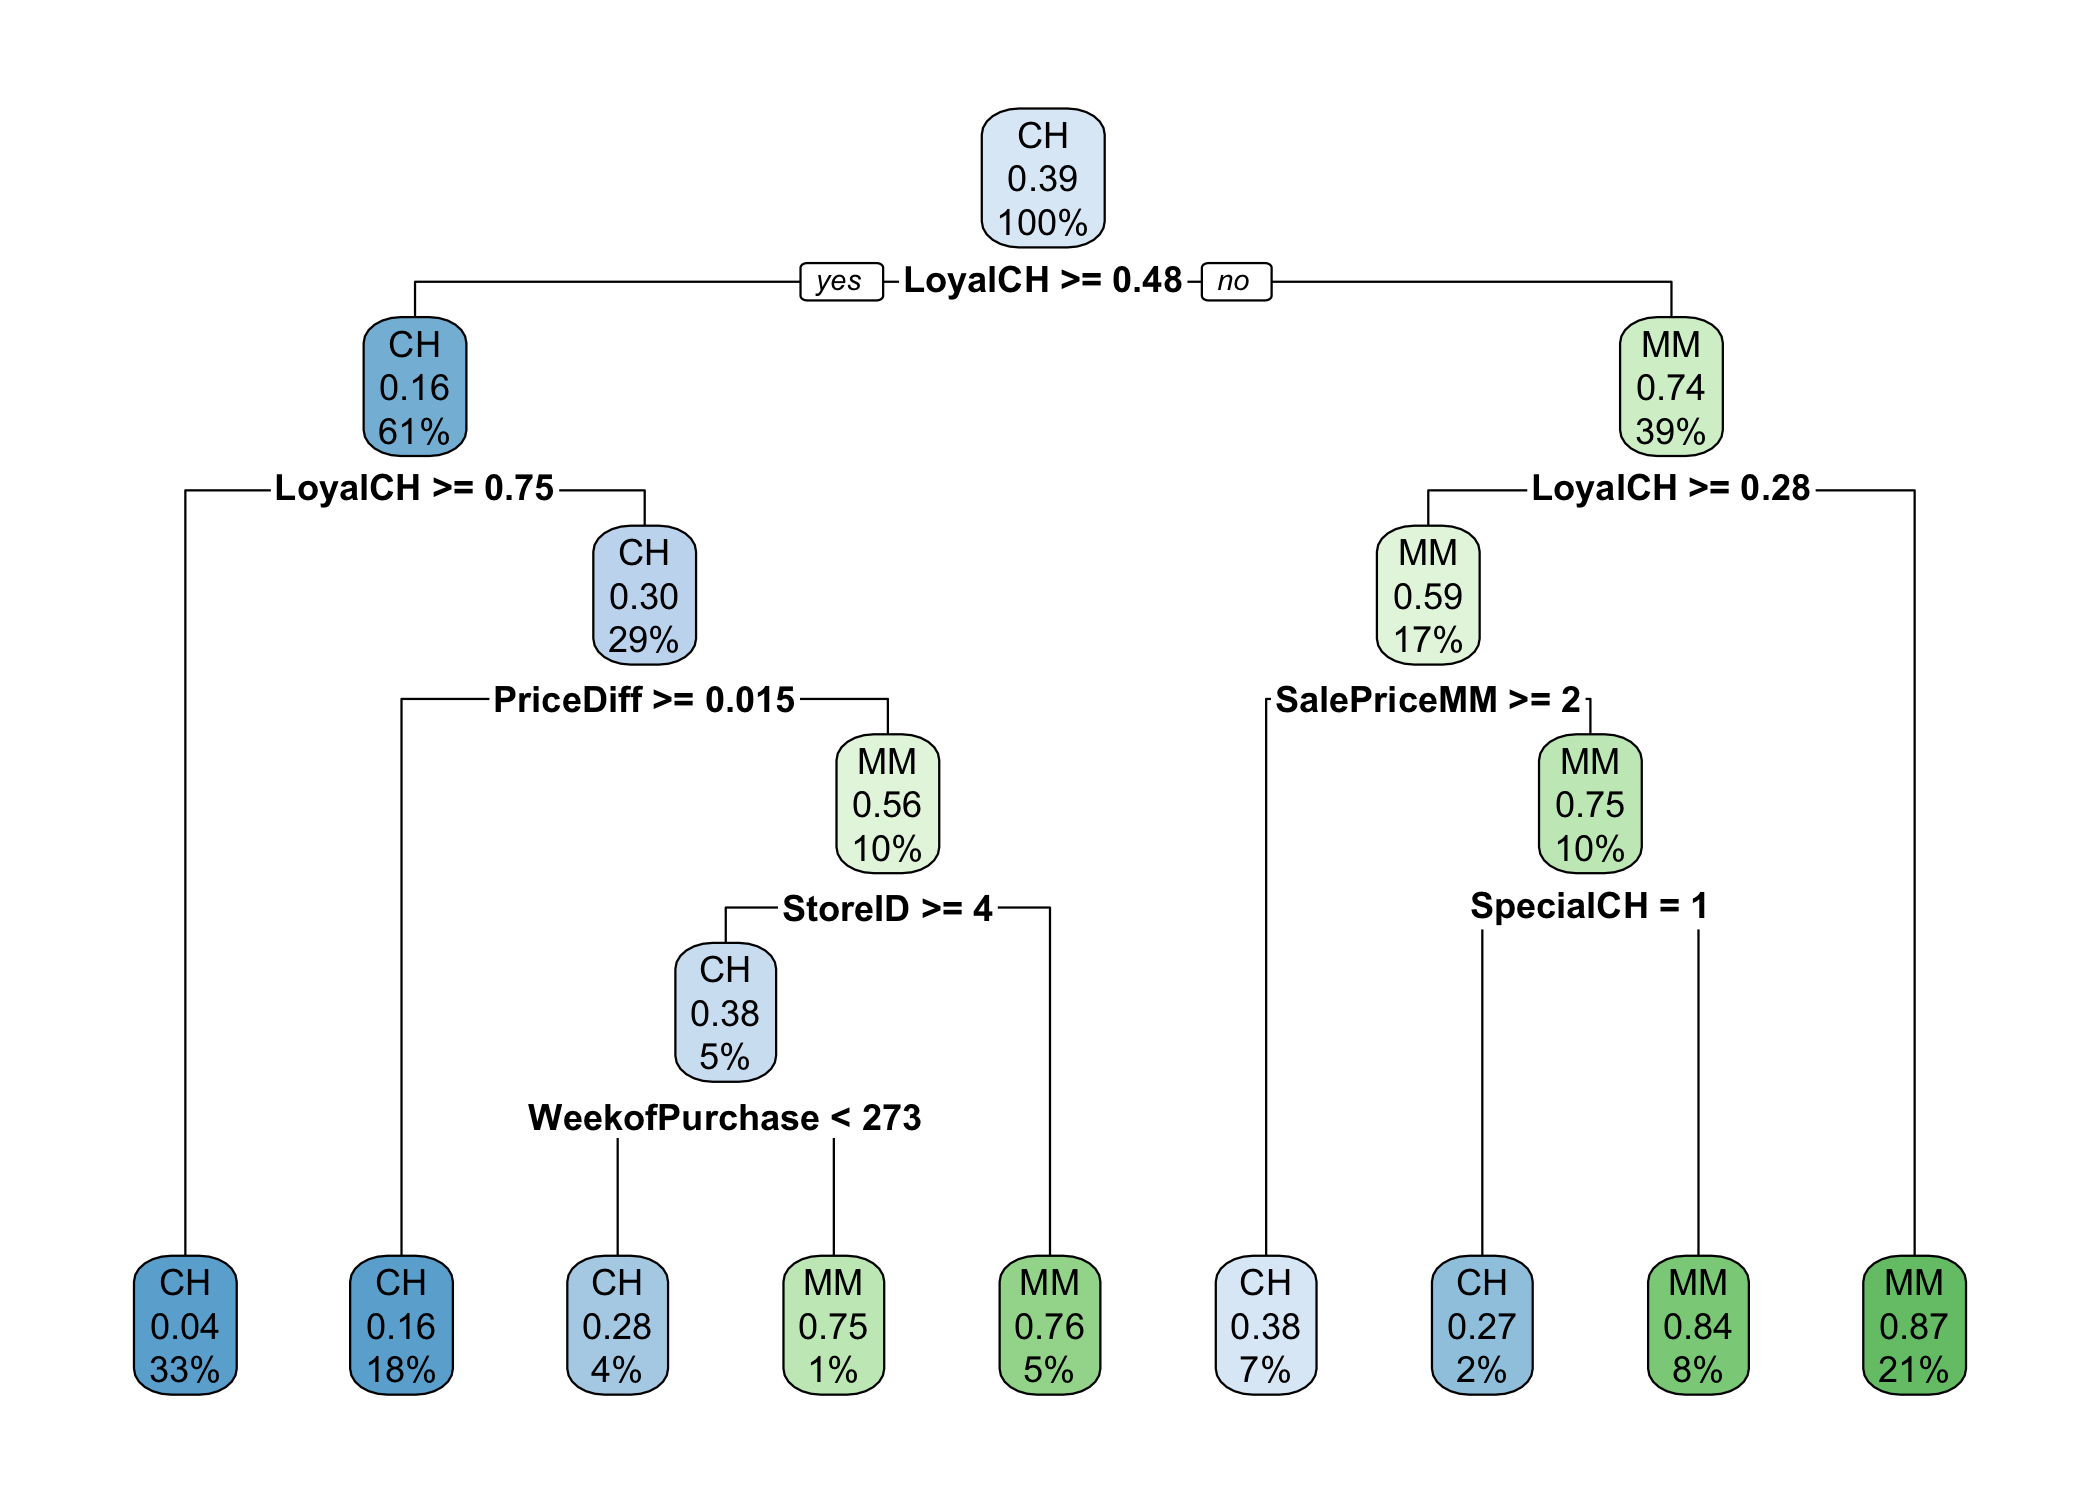 CH
0.39
100%
yes LoyalCH >= 0.48 no
CH
0.16
61%
MM
0.74
39%
LoyalCH >= 0.75
LoyalCH >= 0.28
CH
0.30
29%
MM
0.59
17%
PriceDiff >= 0.015
SalePriceMM >= 2
MM
0.56
10%
MM
0.75
10%
StoreID >= 4
SpecialCH = 1
CH
0.38
5%
WeekofPurchase < 273
CH
0.04
33%
CH
0.16
18%
CH
0.28
4%
MM
0.75
1%
MM
0.76
5%
CH
0.38
7%
CH
0.27
2%
MM
0.84
8%
MM
0.87
21%